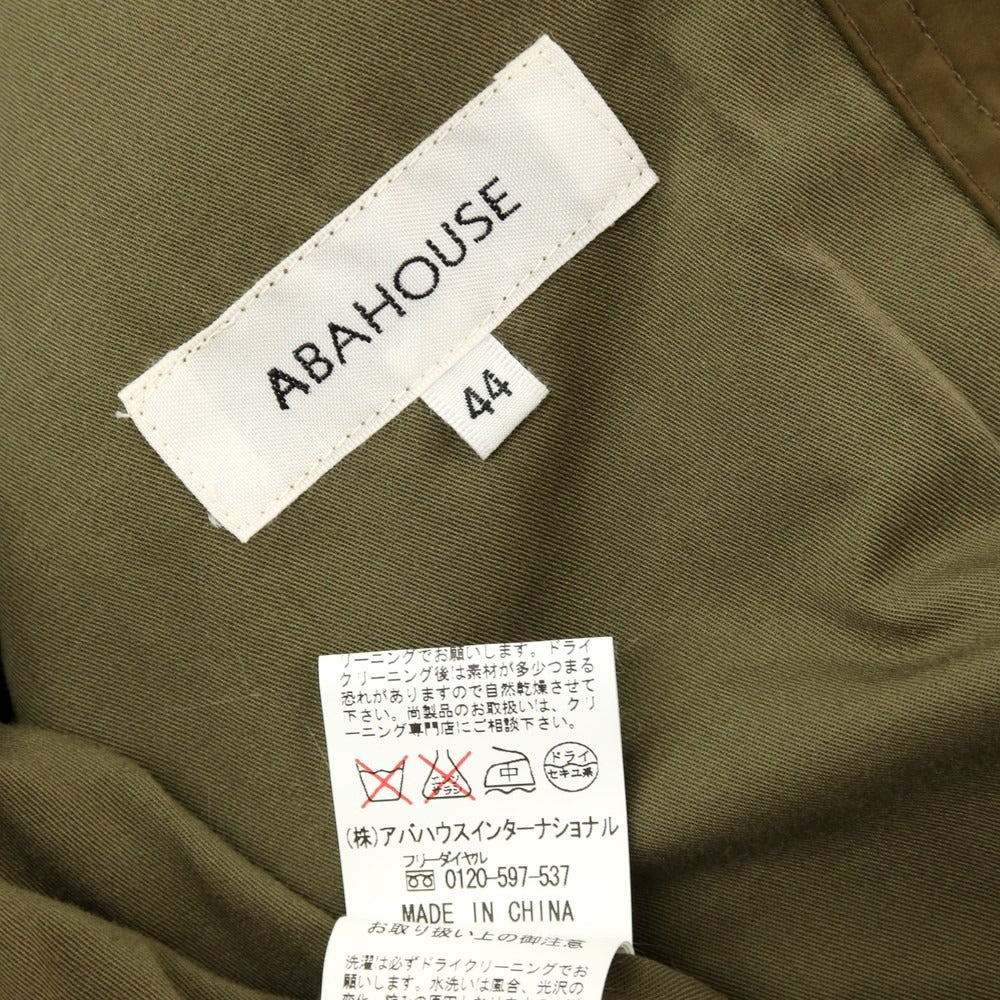 ABAHOUSE
44
リーニングでお願いします。ドライ
クリーニング後は素材が多少つまる
恐れがありますので自然乾燥させて
下さい。尚製品のお取扱いは、クリ
ーニング専門店にご相談下さい。
エンソ
サラシ
中
ドライ
セキユ系
(株)アバハウスインターナショナル
フリーダイヤル
0120-597-537
MADE IN CHINA
お取り扱い上の御注意
洗濯は必ずドライクリーニングでお
願いします。水洗いは風合、光沢の